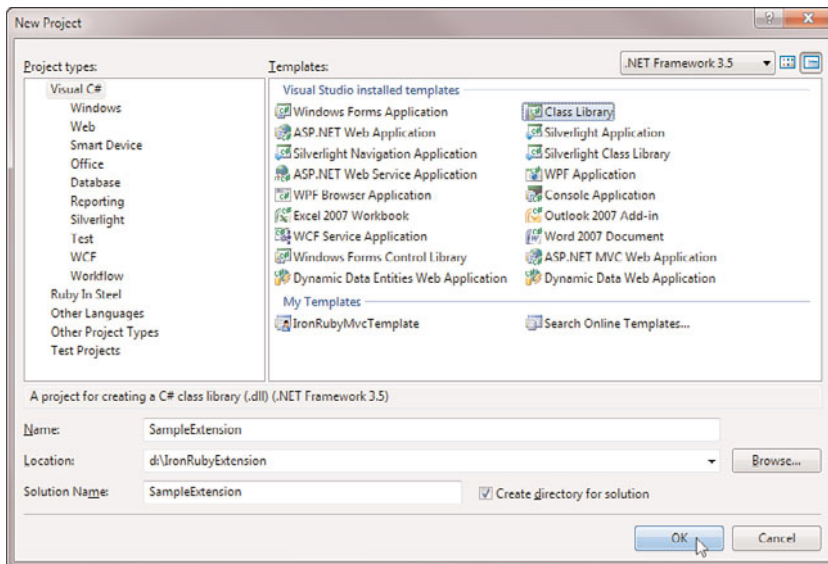 New Project
Project types:
Templates:
.NET Framework 3.5
Visual C#
Windows
Web
Smart Device
Office
Database
Reporting
Silverlight
Test
WCF
Workflow
Ruby In Steel
Other Languages
Other Project Types
Test Projects
Visual Studio installed templates
Windows Forms Application
Class Library
ASP.NET Web Application
Silverlight Application
Silverlight Navigation Application
Silverlight Class Library
ASP.NET Web Service Application
WPF Application
WPF Browser Application
Console Application
Excel 2007 Workbook
Outlook 2007 Add-in
WCF Service Application
Word 2007 Document
Windows Forms Control Library
ASP.NET MVC Web Application
Dynamic Data Entities Web Application
Dynamic Data Web Application
My Templates
IronRubyMvcTemplate
Search Online Templates...
A project for creating a C# class library (.dll) (.NET Framework 3.5)
Name:
SampleExtension
Location:
d:\IronRubyExtension
Browse...
Solution Name:
SampleExtension
Create directory for solution
OK
Cancel